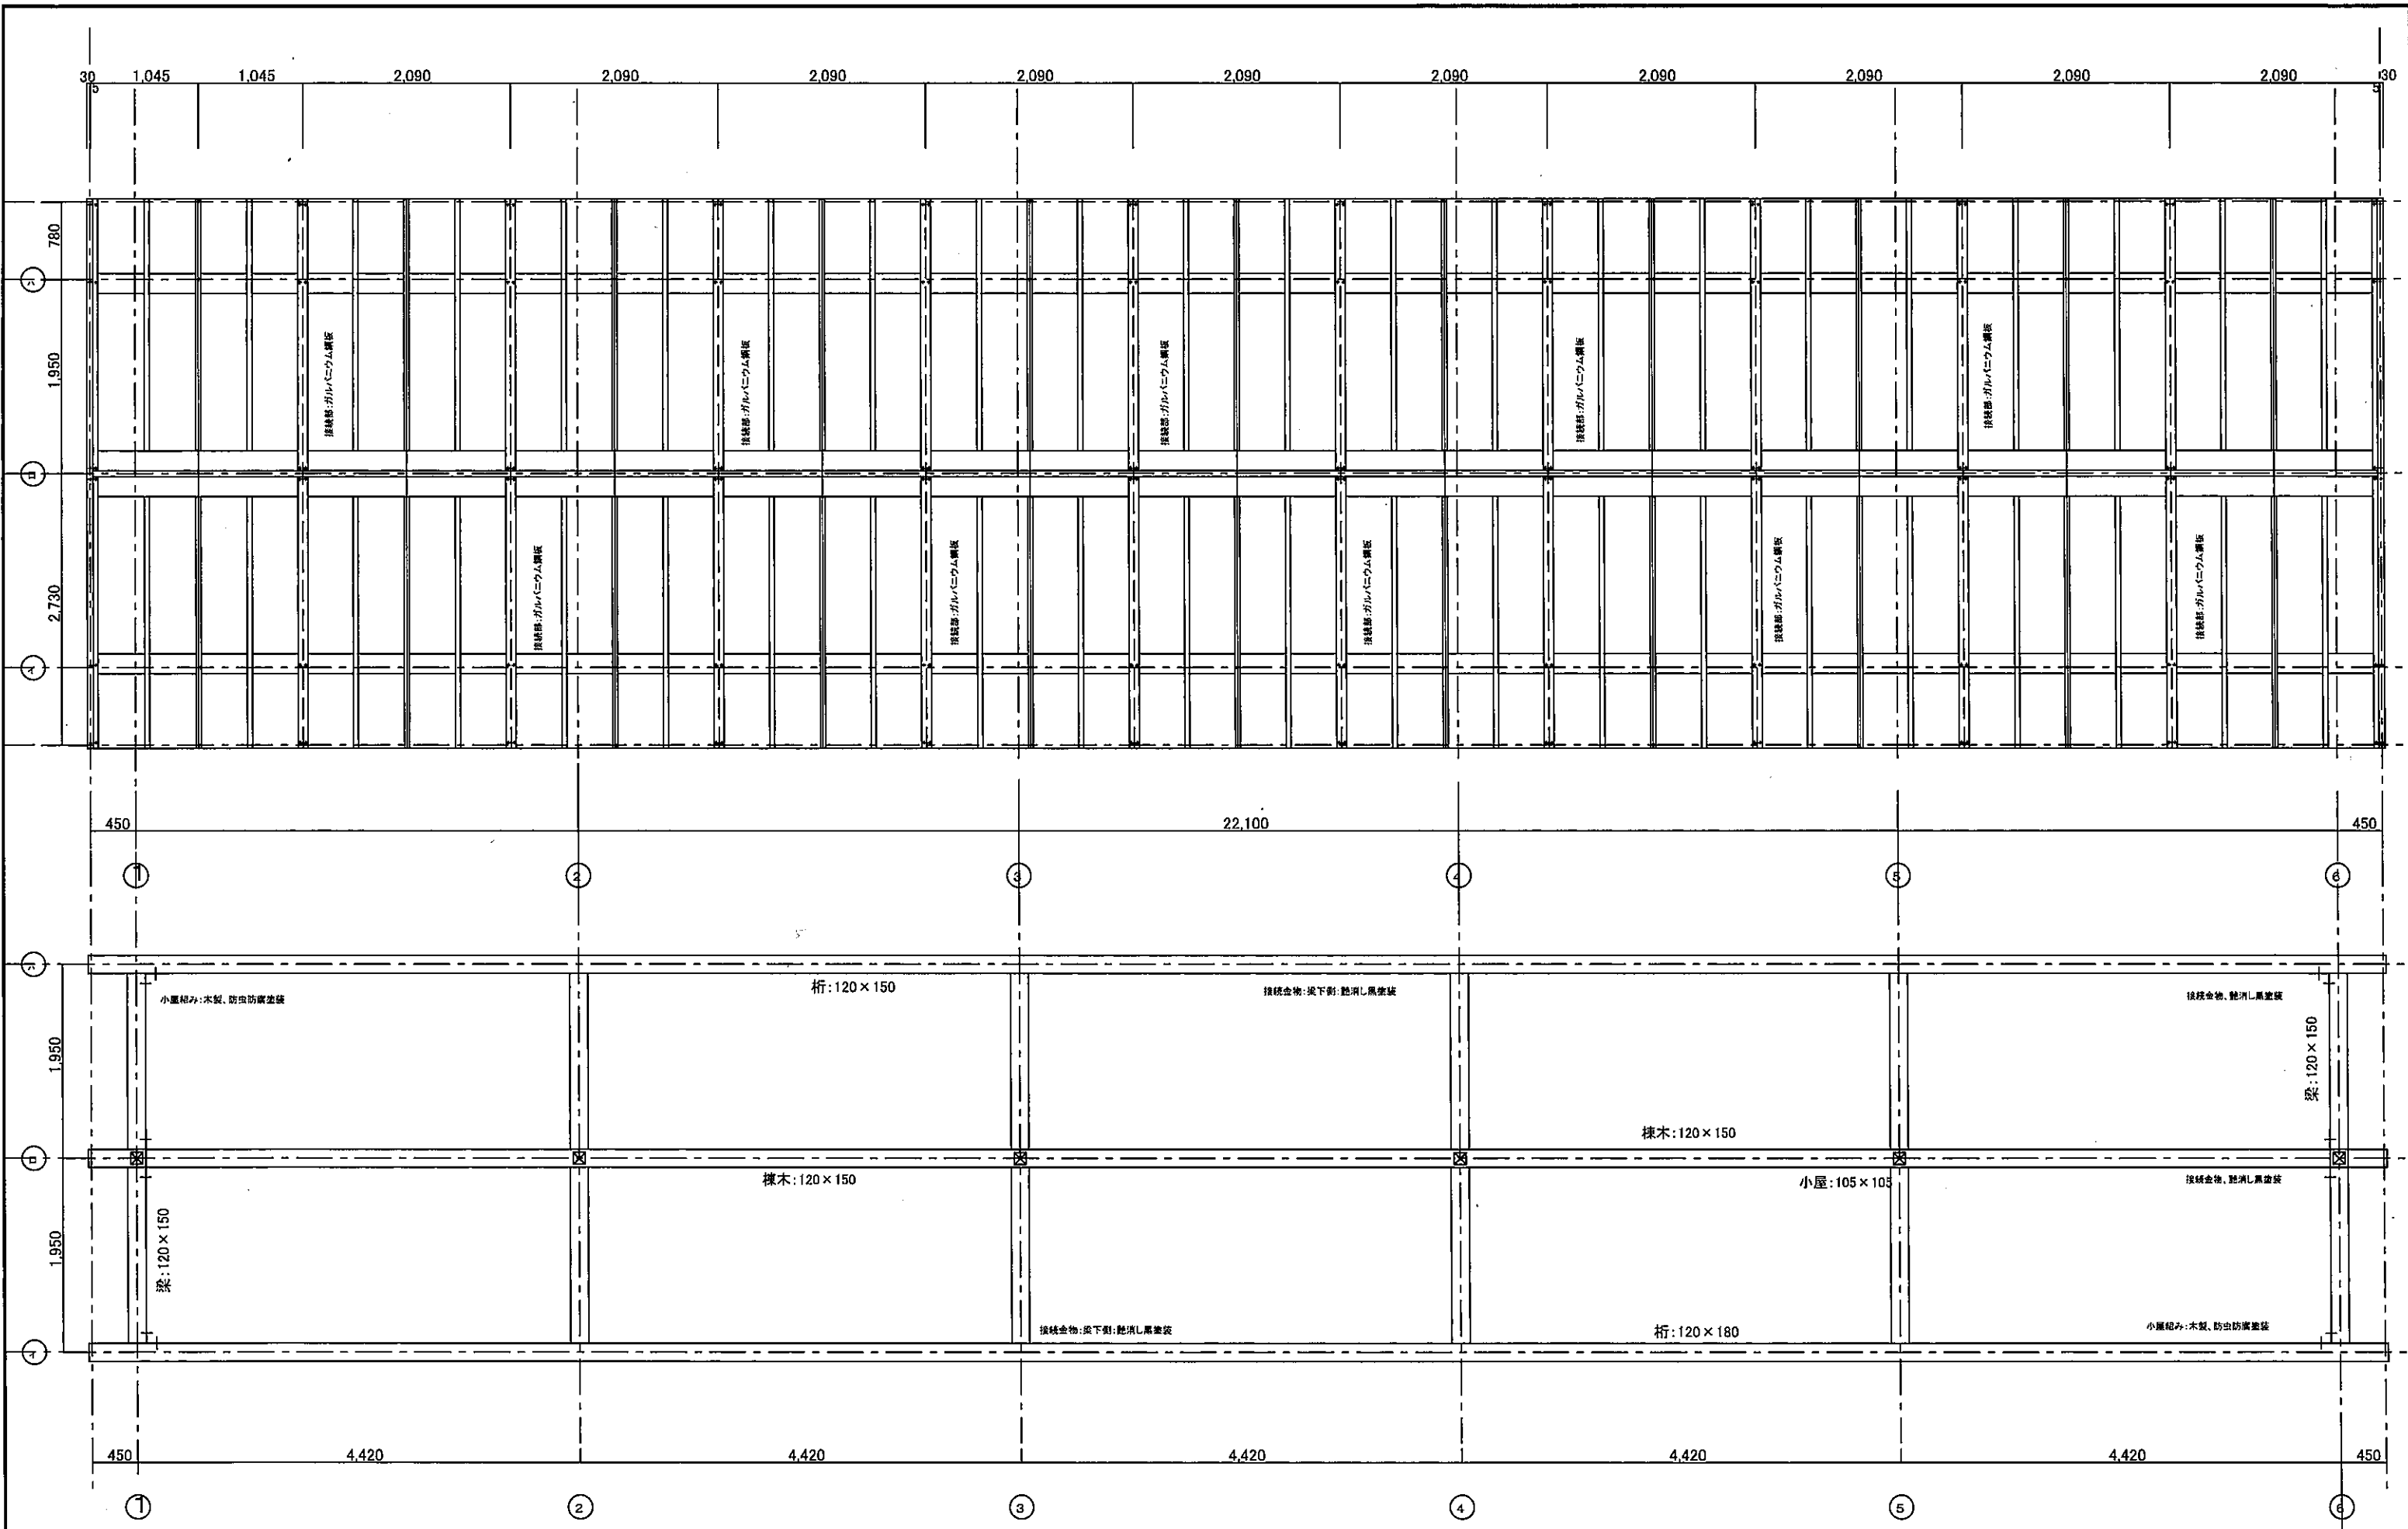 30 1,045 1,045 2,090 2,090 2,090 2,090 2,090 2,090 2,090 2,090 2,090 2,090 30
5 5
780
ハ
1,950
接続部:ガルバニウム鋼板 接続部:ガルバニウム鋼板 接続部:ガルバニウム鋼板 接続部:ガルバニウム鋼板 接続部:ガルバニウム鋼板
ロ
2,730
接続部:ガルバニウム鋼板 接続部:ガルバニウム鋼板 接続部:ガルバニウム鋼板 接続部:ガルバニウム鋼板 接続部:ガルバニウム鋼板
イ
450 22,100 450
1 2 3 4 5 6
ハ
小屋組み:木製、防虫防腐塗装
桁:120×150
接続金物:梁下側:艶消し黒塗装
接続金物、艶消し黒塗装
1,950
梁:120×150
棟木:120×150
ロ
棟木:120×150
小屋:105×105
接続金物、艶消し黒塗装
1,950
梁:120×150
接続金物:梁下側:艶消し黒塗装
桁:120×180
小屋組み:木製、防虫防腐塗装
イ
450 4,420 4,420 4,420 4,420 4,420 450
1 2 3 4 5 6